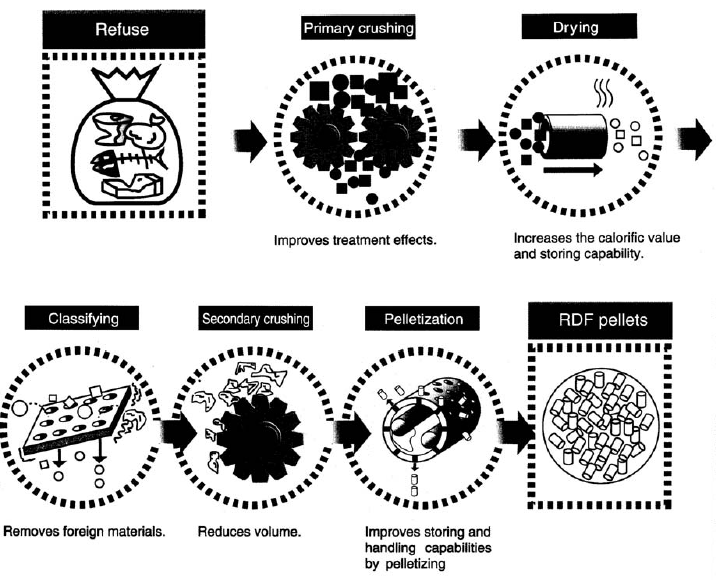 Refuse
Primary crushing
Drying
Improves treatment effects.
Increases the calorific value
and storing capability.
Classifying
Secondary crushing
Pelletization
RDF pellets
Removes foreign materials.
Reduces volume.
Improves storing and
handling capabilities
by pelletizing